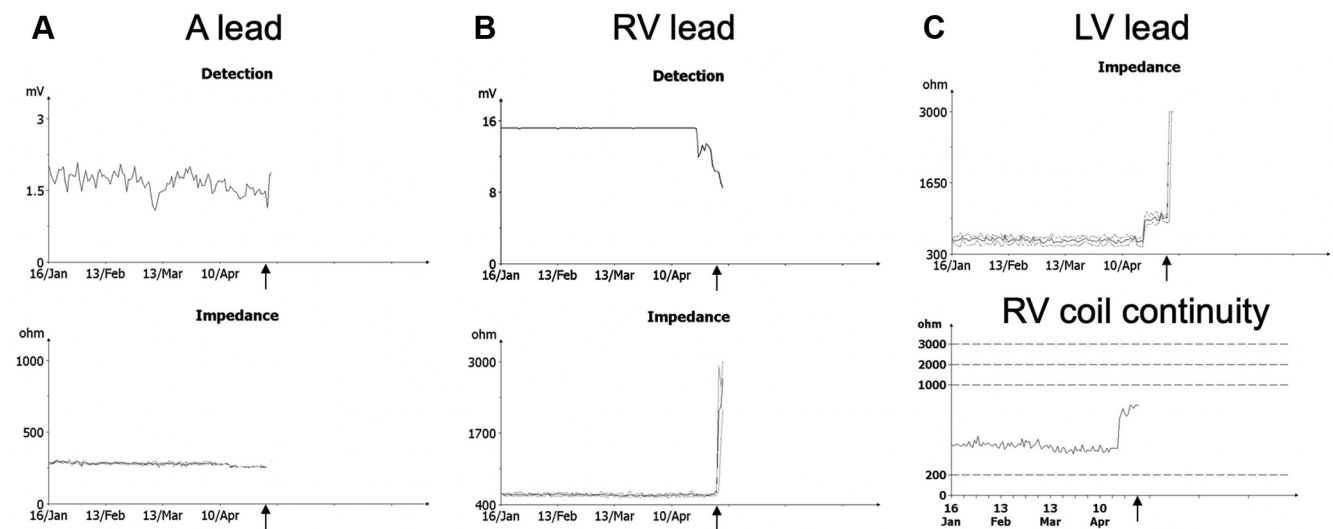 A A lead
Detection
mV
3
1.5
0
16/Jan 13/Feb 13/Mar 10/Apr
Impedance
ohm
1000
500
0
16/Jan 13/Feb 13/Mar 10/Apr
B RV lead
Detection
mV
16
8
0
16/Jan 13/Feb 13/Mar 10/Apr
Impedance
ohm
3000
1700
400
16/Jan 13/Feb 13/Mar 10/Apr
C LV lead
Impedance
ohm
3000
1650
300
16/Jan 13/Feb 13/Mar 10/Apr
RV coil continuity
ohm
3000
2000
1000
200
0
16 13 13 10
Jan Feb Mar Apr